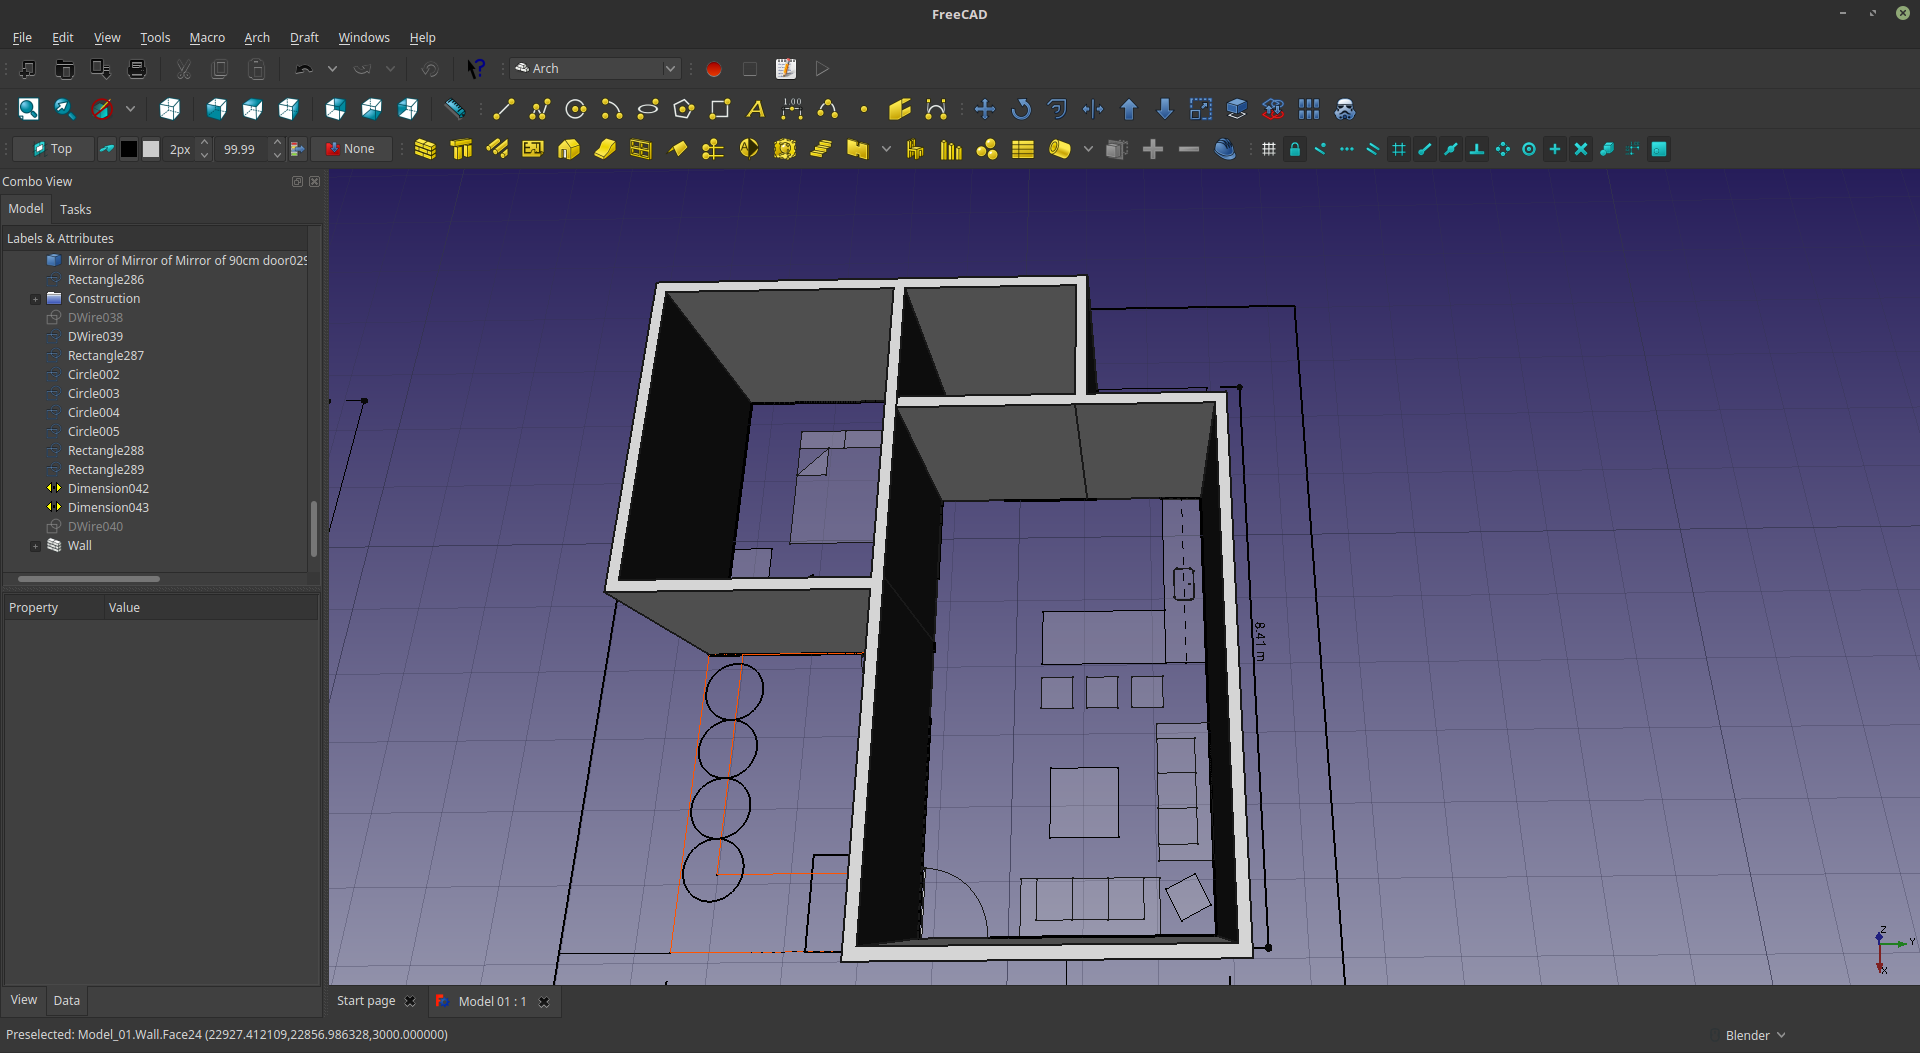 FreeCAD
File Edit View Tools Macro Arch Draft Windows Help
Arch
A 1.00
Top 2px 99.99 None
Combo View
Model Tasks
Labels & Attributes
Mirror of Mirror of Mirror of 90cm door029
Rectangle286
Construction
DWire038
DWire039
Rectangle287
Circle002
Circle003
Circle004
Circle005
Rectangle288
Rectangle289
Dimension042
Dimension043
DWire040
Wall
Property Value
8.41 m
Z
Y
X
View Data
Start page Model 01 : 1
Preselected: Model_01.Wall.Face24 (22927.412109,22856.986328,3000.000000)
Blender